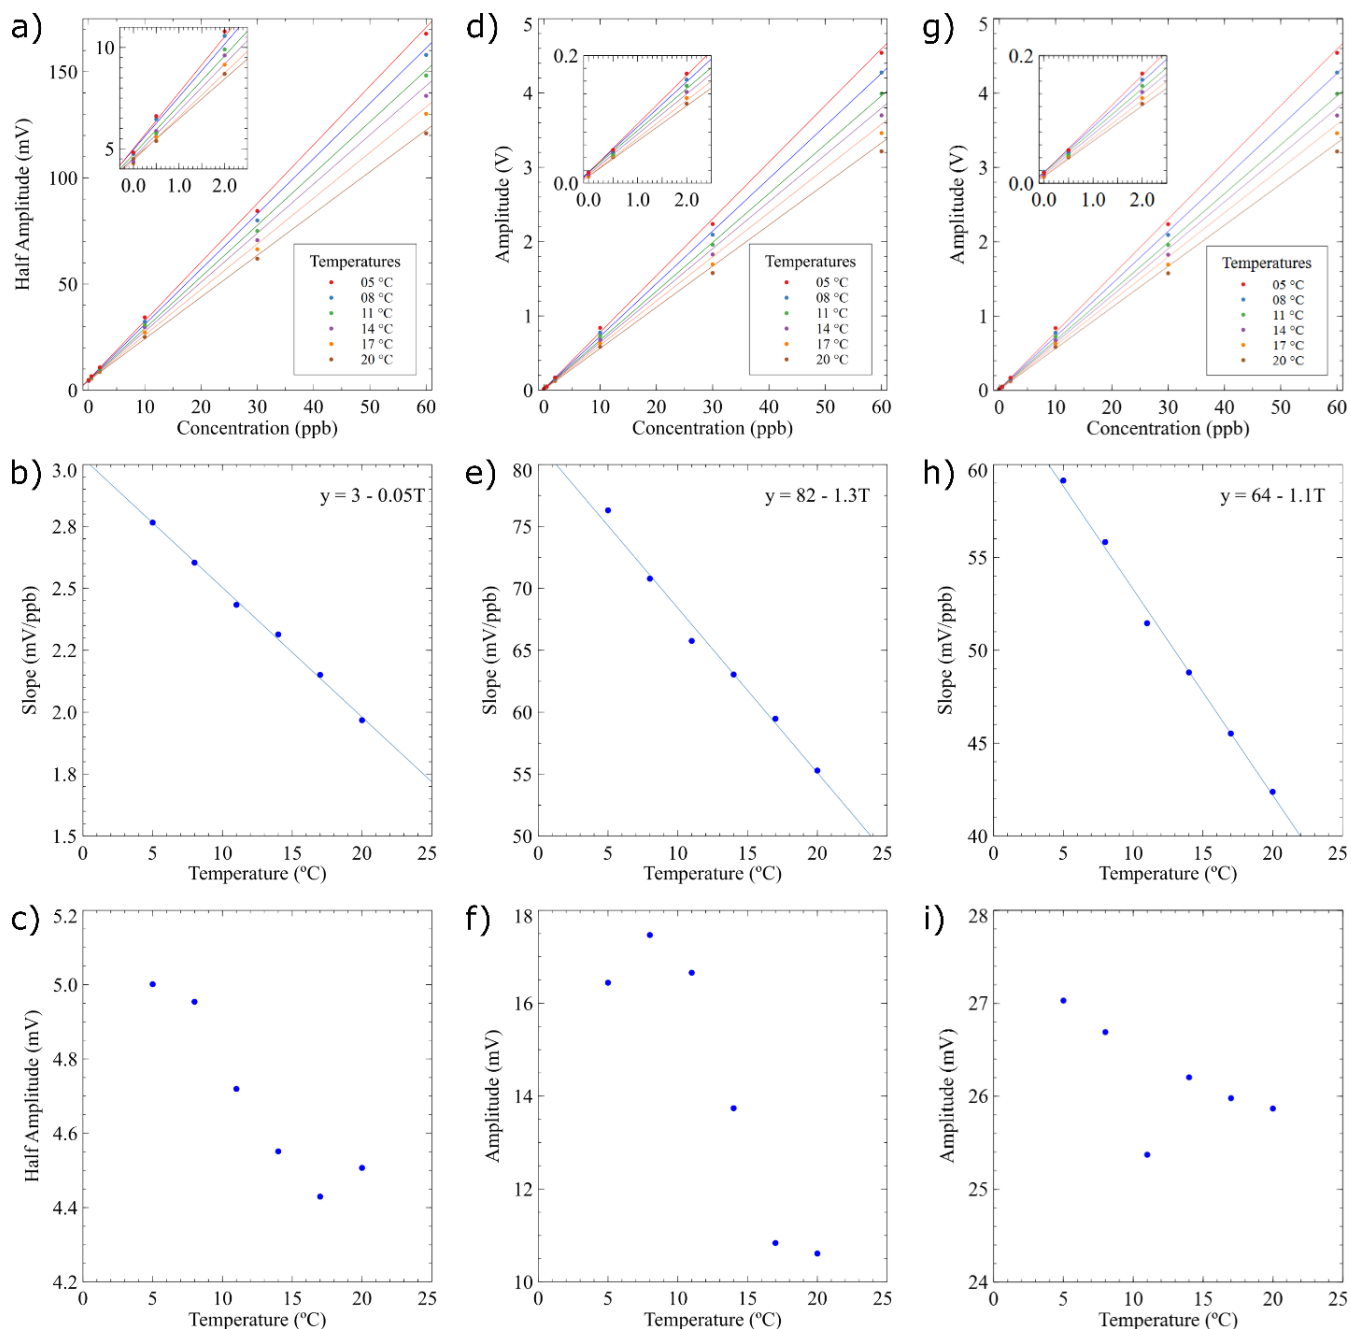 a)
150
100
50
0
Half Amplitude (mV)
10
5
0.0 1.0 2.0
Temperatures
05 °C
08 °C
11 °C
14 °C
17 °C
20 °C
0 10 20 30 40 50 60
Concentration (ppb)
d)
5
4
3
2
1
0
Amplitude (V)
0.2
0.0
0.0 1.0 2.0
Temperatures
05 °C
08 °C
11 °C
14 °C
17 °C
20 °C
0 10 20 30 40 50 60
Concentration (ppb)
g)
5
4
3
2
1
0
Amplitude (V)
0.2
0.0
0.0 1.0 2.0
Temperatures
05 °C
08 °C
11 °C
14 °C
17 °C
20 °C
0 10 20 30 40 50 60
Concentration (ppb)
b)
3.0
2.8
2.5
2.2
2.0
1.8
1.5
Slope (mV/ppb)
y = 3 - 0.05T
0 5 10 15 20 25
Temperature (ºC)
e)
80
75
70
65
60
55
50
Slope (mV/ppb)
y = 82 - 1.3T
0 5 10 15 20 25
Temperature (ºC)
h)
60
55
50
45
40
Slope (mV/ppb)
y = 64 - 1.1T
0 5 10 15 20 25
Temperature (ºC)
c)
5.2
5.0
4.8
4.6
4.4
4.2
Half Amplitude (mV)
0 5 10 15 20 25
Temperature (ºC)
f)
18
16
14
12
10
Amplitude (mV)
0 5 10 15 20 25
Temperature (ºC)
i)
28
27
26
25
24
Amplitude (mV)
0 5 10 15 20 25
Temperature (ºC)